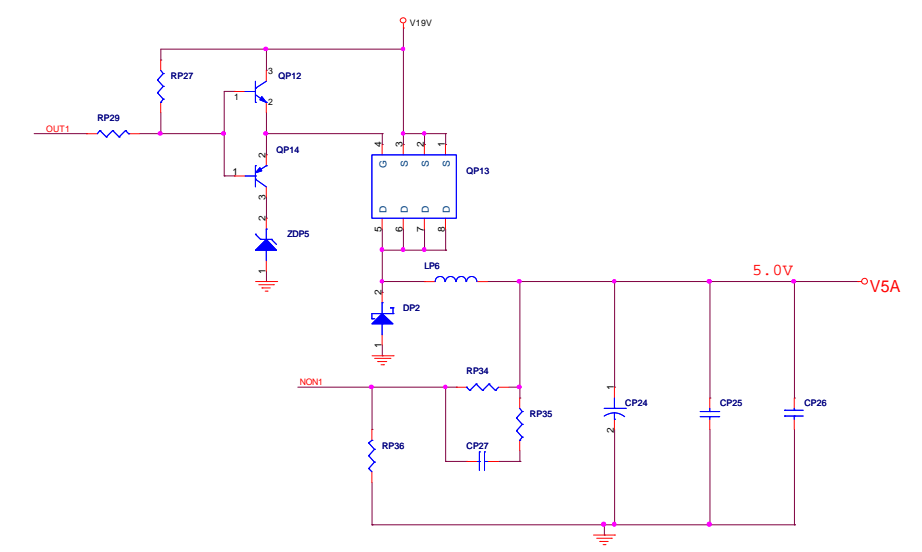 V19V
3
RP27
QP12
1
2
RP29
OUT1
4
3
2
1
QP14
2
1
G
S
S
S
QP13
3
D
D
D
D
2
ZDP5
5
6
7
8
1
LP6
5.0V
V5A
2
DP2
1
RP34
NON1
1
RP35
CP24
CP25
CP26
2
RP36
CP27